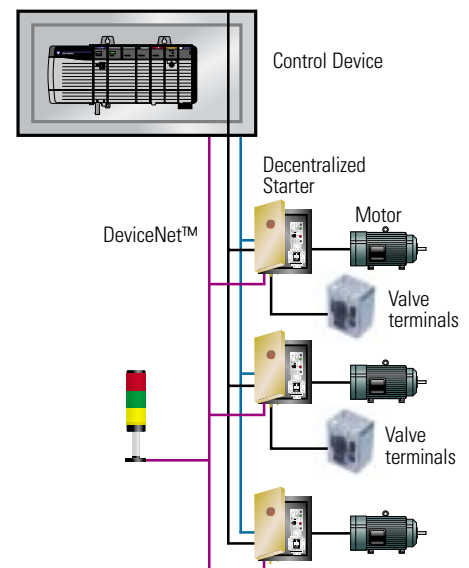 Control Device
Decentralized
Starter
Motor
DeviceNet™
Valve
terminals
Valve
terminals